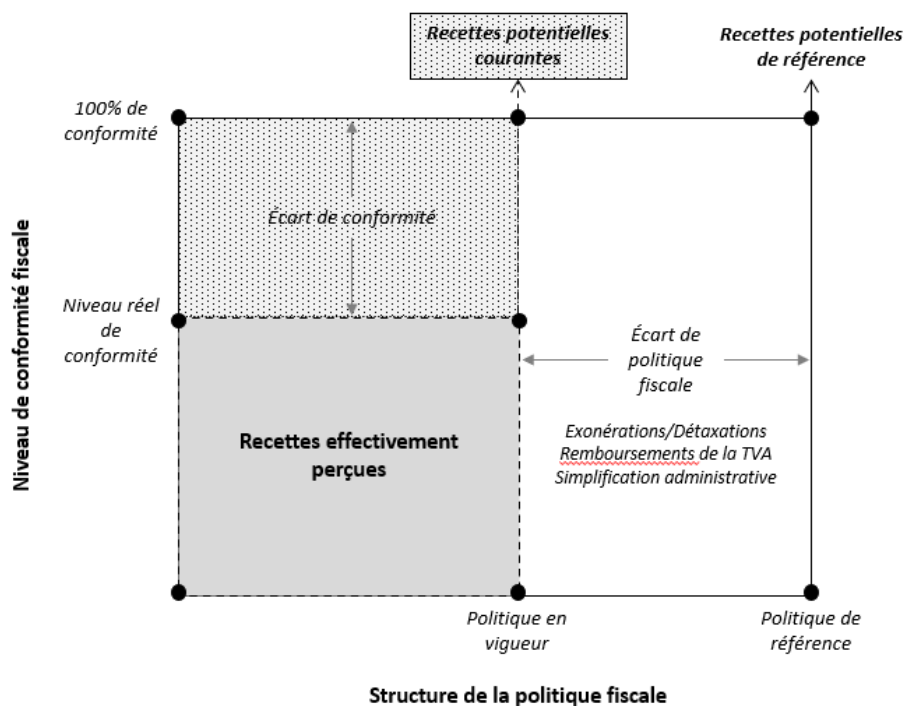 Recettes potentielles
courantes
Recettes potentielles
de référence
100% de
conformité
Écart de conformité
Niveau de conformité fiscale
Niveau réel
de
conformité
Écart de
politique
fiscale
Recettes effectivement
perçues
Exonérations/Détaxations
Remboursements de la TVA
Simplification administrative
Politique en
vigueur
Politique de
référence
Structure de la politique fiscale